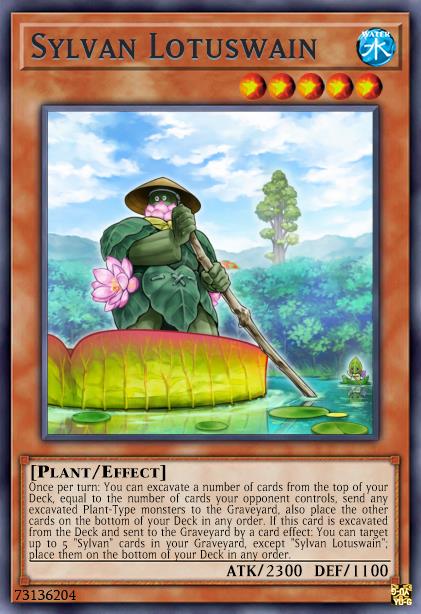 SYLVAN LOTUSWAIN
WATER
水
[PLANT/EFFECT]
Once per turn: You can excavate a number of cards from the top of your
Deck, equal to the number of cards your opponent controls, send any
excavated Plant-Type monsters to the Graveyard, also place the other
cards on the bottom of your Deck in any order. If this card is excavated
from the Deck and sent to the Graveyard by a card effect: You can target
up to 5 "Sylvan" cards in your Graveyard, except "Sylvan Lotuswain";
place them on the bottom of your Deck in any order.
ATK/2300 DEF/1100
73136204